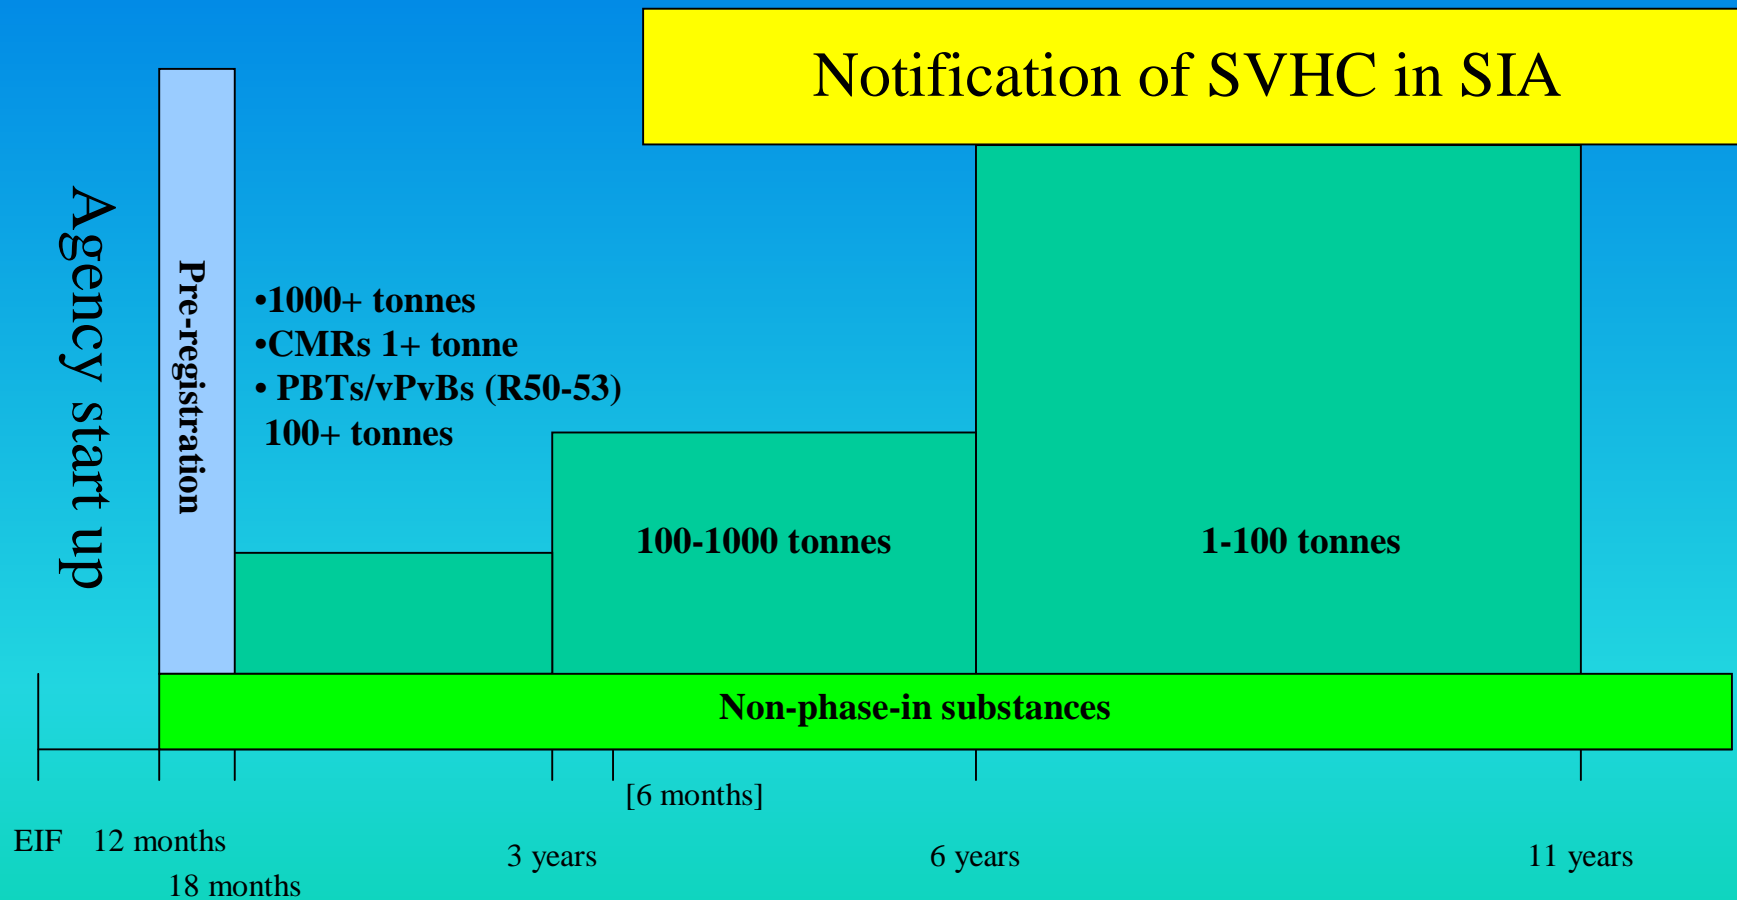 Notification of SVHC in SIA
Agency start up
Pre-registration
•1000+ tonnes
•CMRs 1+ tonne
• PBTs/vPvBs (R50-53)
100+ tonnes
100-1000 tonnes
1-100 tonnes
Non-phase-in substances
[6 months]
EIF 12 months
18 months
3 years
6 years
11 years